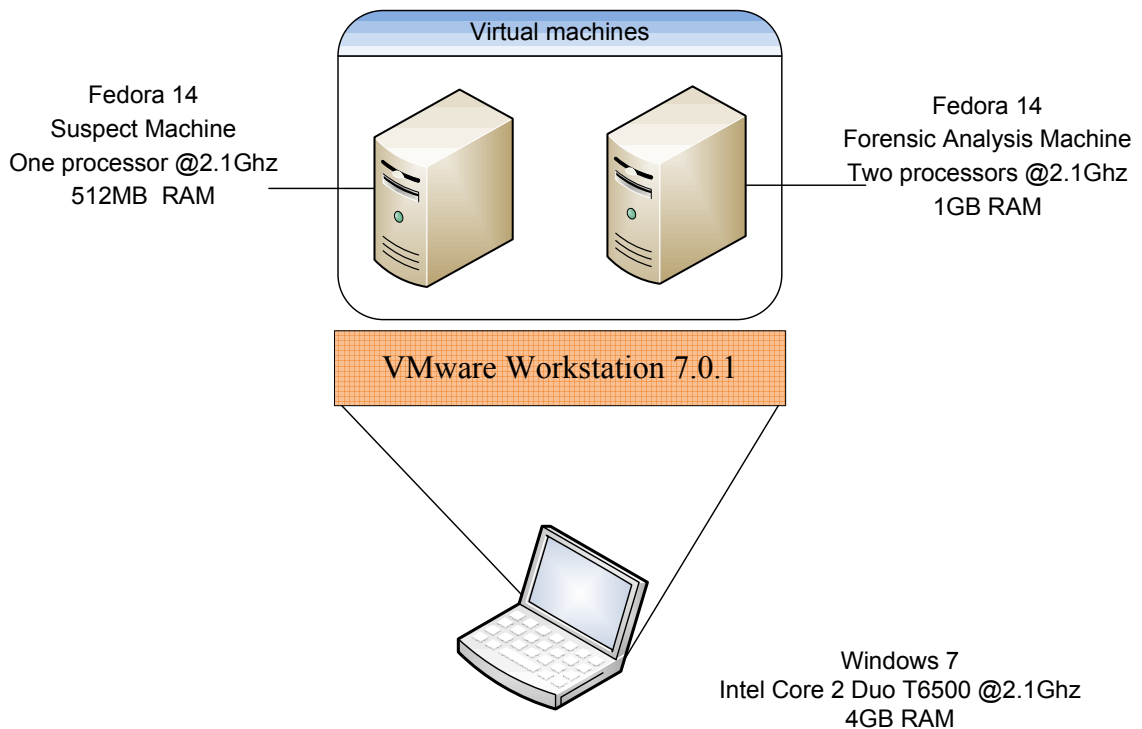 Virtual machines
Fedora 14
Suspect Machine
One processor @2.1Ghz
512MB RAM
Fedora 14
Forensic Analysis Machine
Two processors @2.1Ghz
1GB RAM
VMware Workstation 7.0.1
Windows 7
Intel Core 2 Duo T6500 @2.1Ghz
4GB RAM